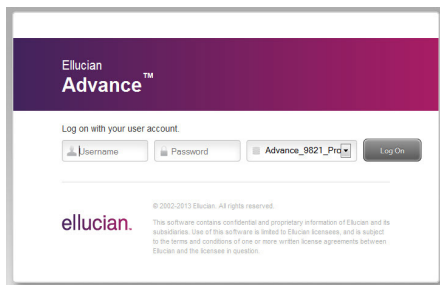 Ellucian
Advance™
Log on with your user account.
Username Password Advance_9821_Pro Log On
© 2002-2013 Ellucian. All rights reserved.
ellucian.
This software contains confidential and proprietary information of Ellucian and its
subsidiaries. Use of this software is limited to Ellucian licensees, and is subject
to the terms and conditions of one or more written license agreements between
Ellucian and the licensee in question.